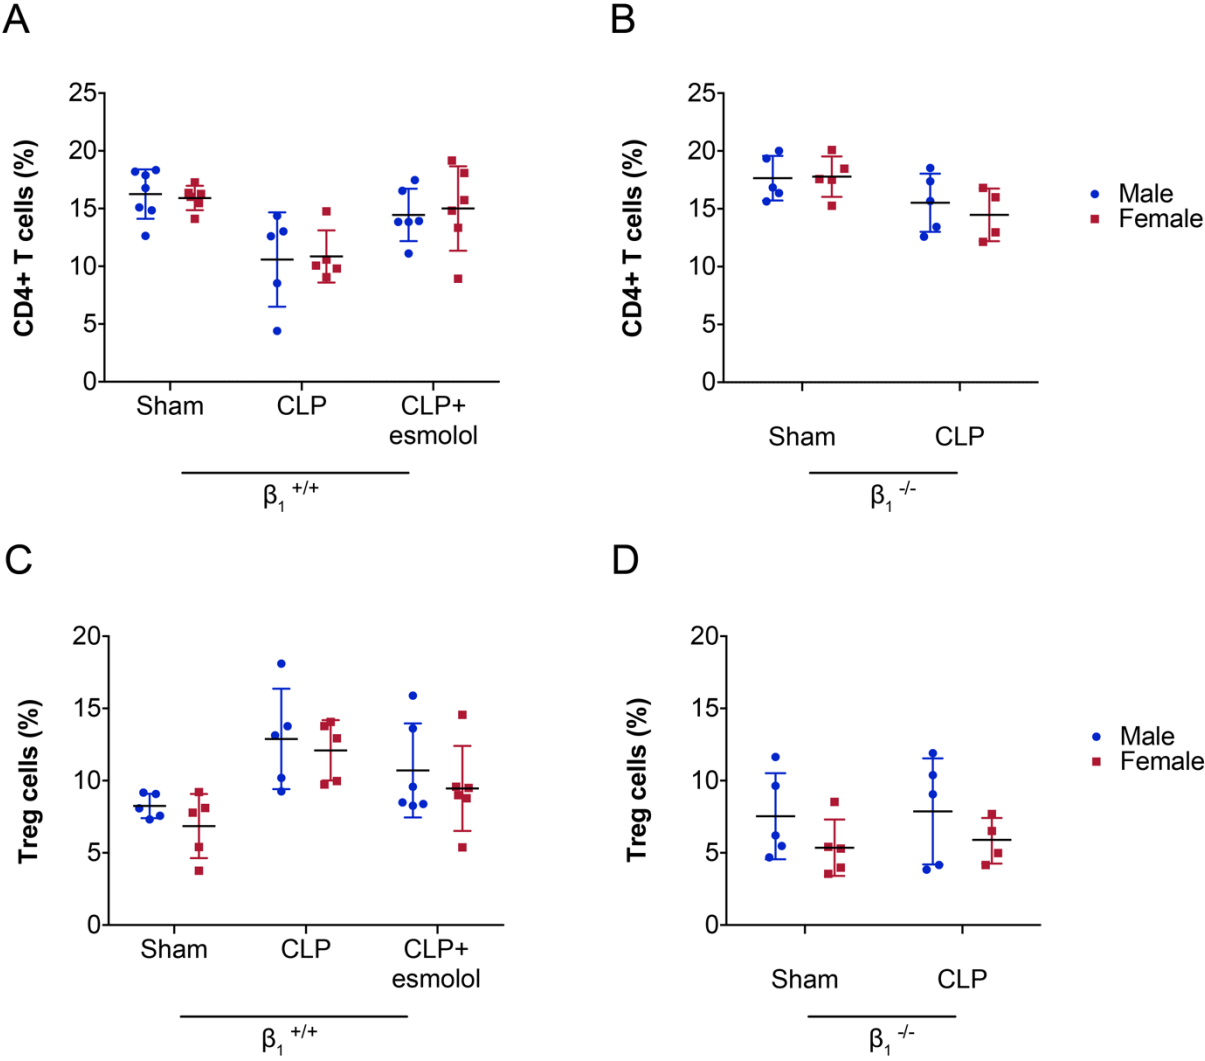 A
CD4+ T cells (%)
25
20
15
10
5
0
Sham
CLP
CLP+
esmolol
β₁ +/+
B
CD4+ T cells (%)
25
20
15
10
5
0
Sham
CLP
β₁ -/-
Male
Female
C
Treg cells (%)
20
15
10
5
0
Sham
CLP
CLP+
esmolol
β₁ +/+
D
Treg cells (%)
20
15
10
5
0
Sham
CLP
β₁ -/-
Male
Female